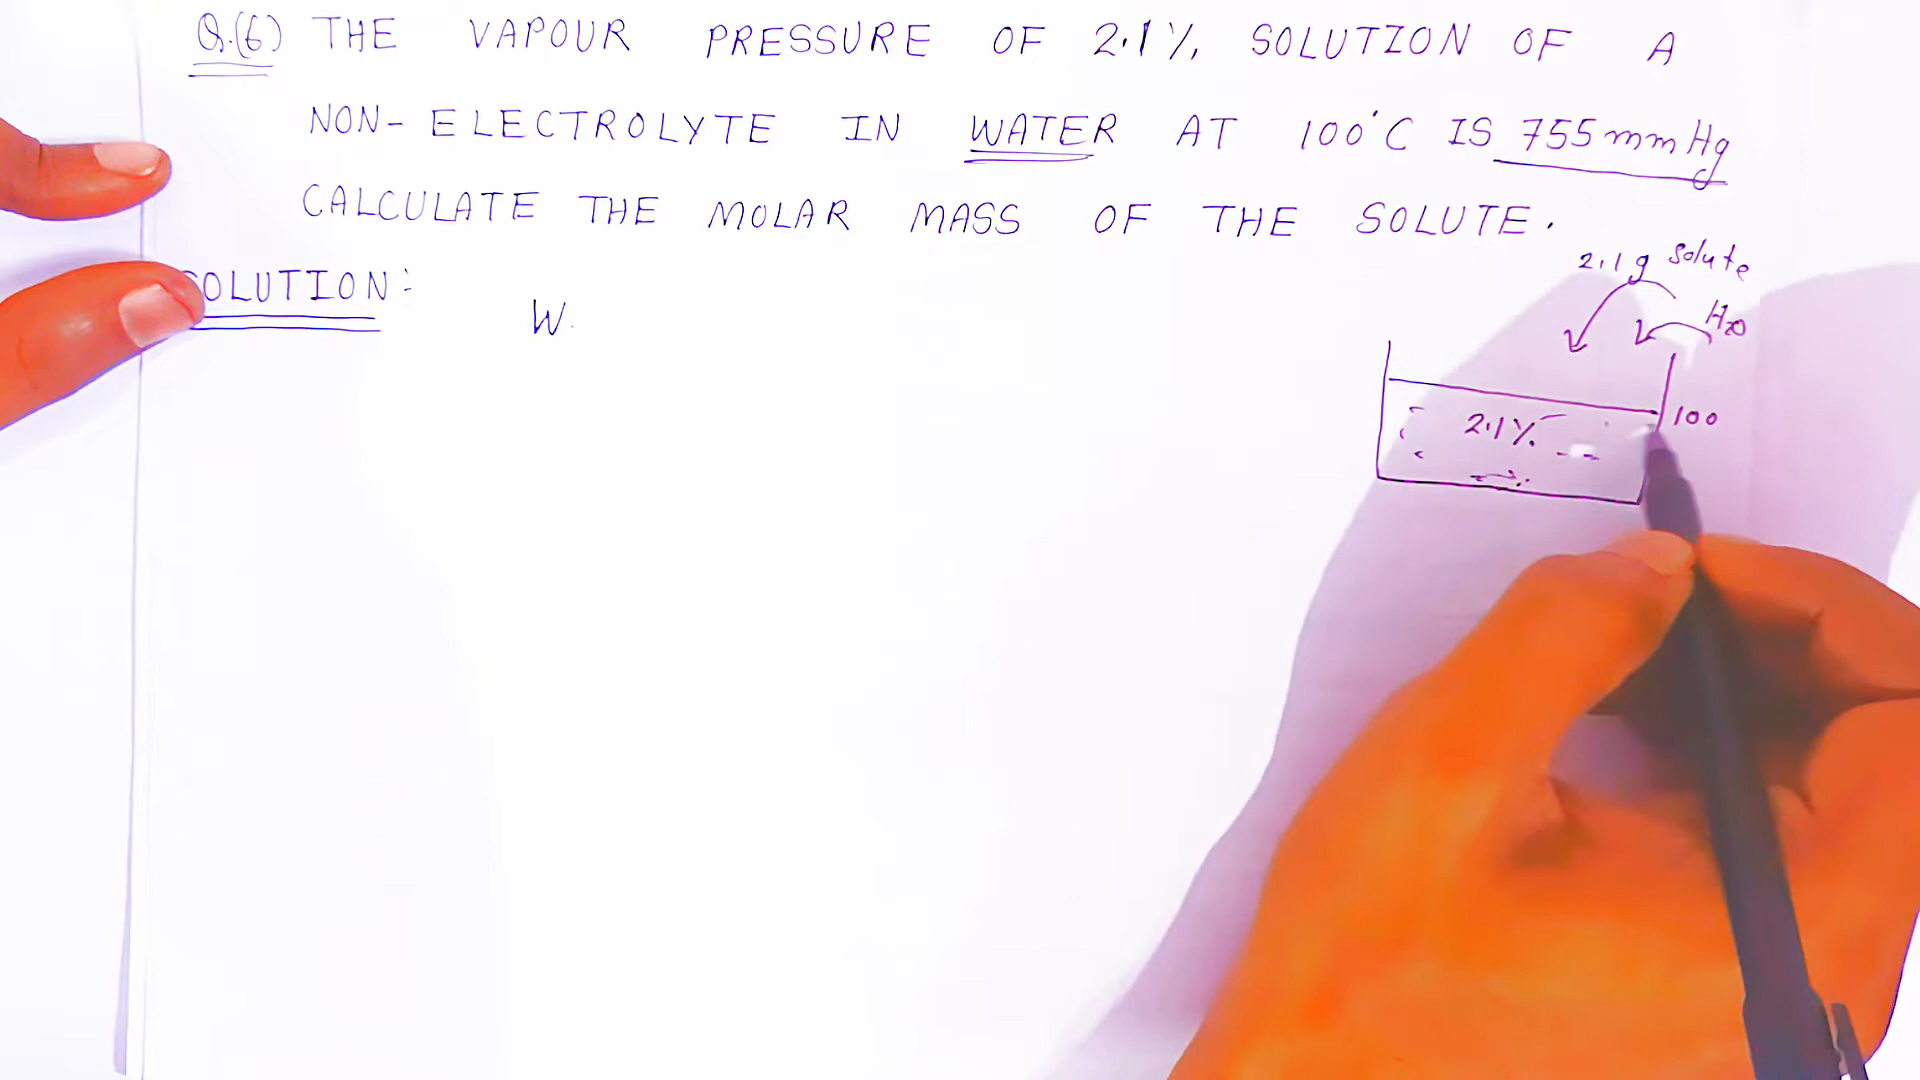 Q.(6) THE VAPOUR PRESSURE OF 2.1% SOLUTION OF A
NON-ELECTROLYTE IN WATER AT 100°C IS 755 mm Hg
CALCULATE THE MOLAR MASS OF THE SOLUTE.
SOLUTION:
W
2.1 g solute
H2O
2.1%
100